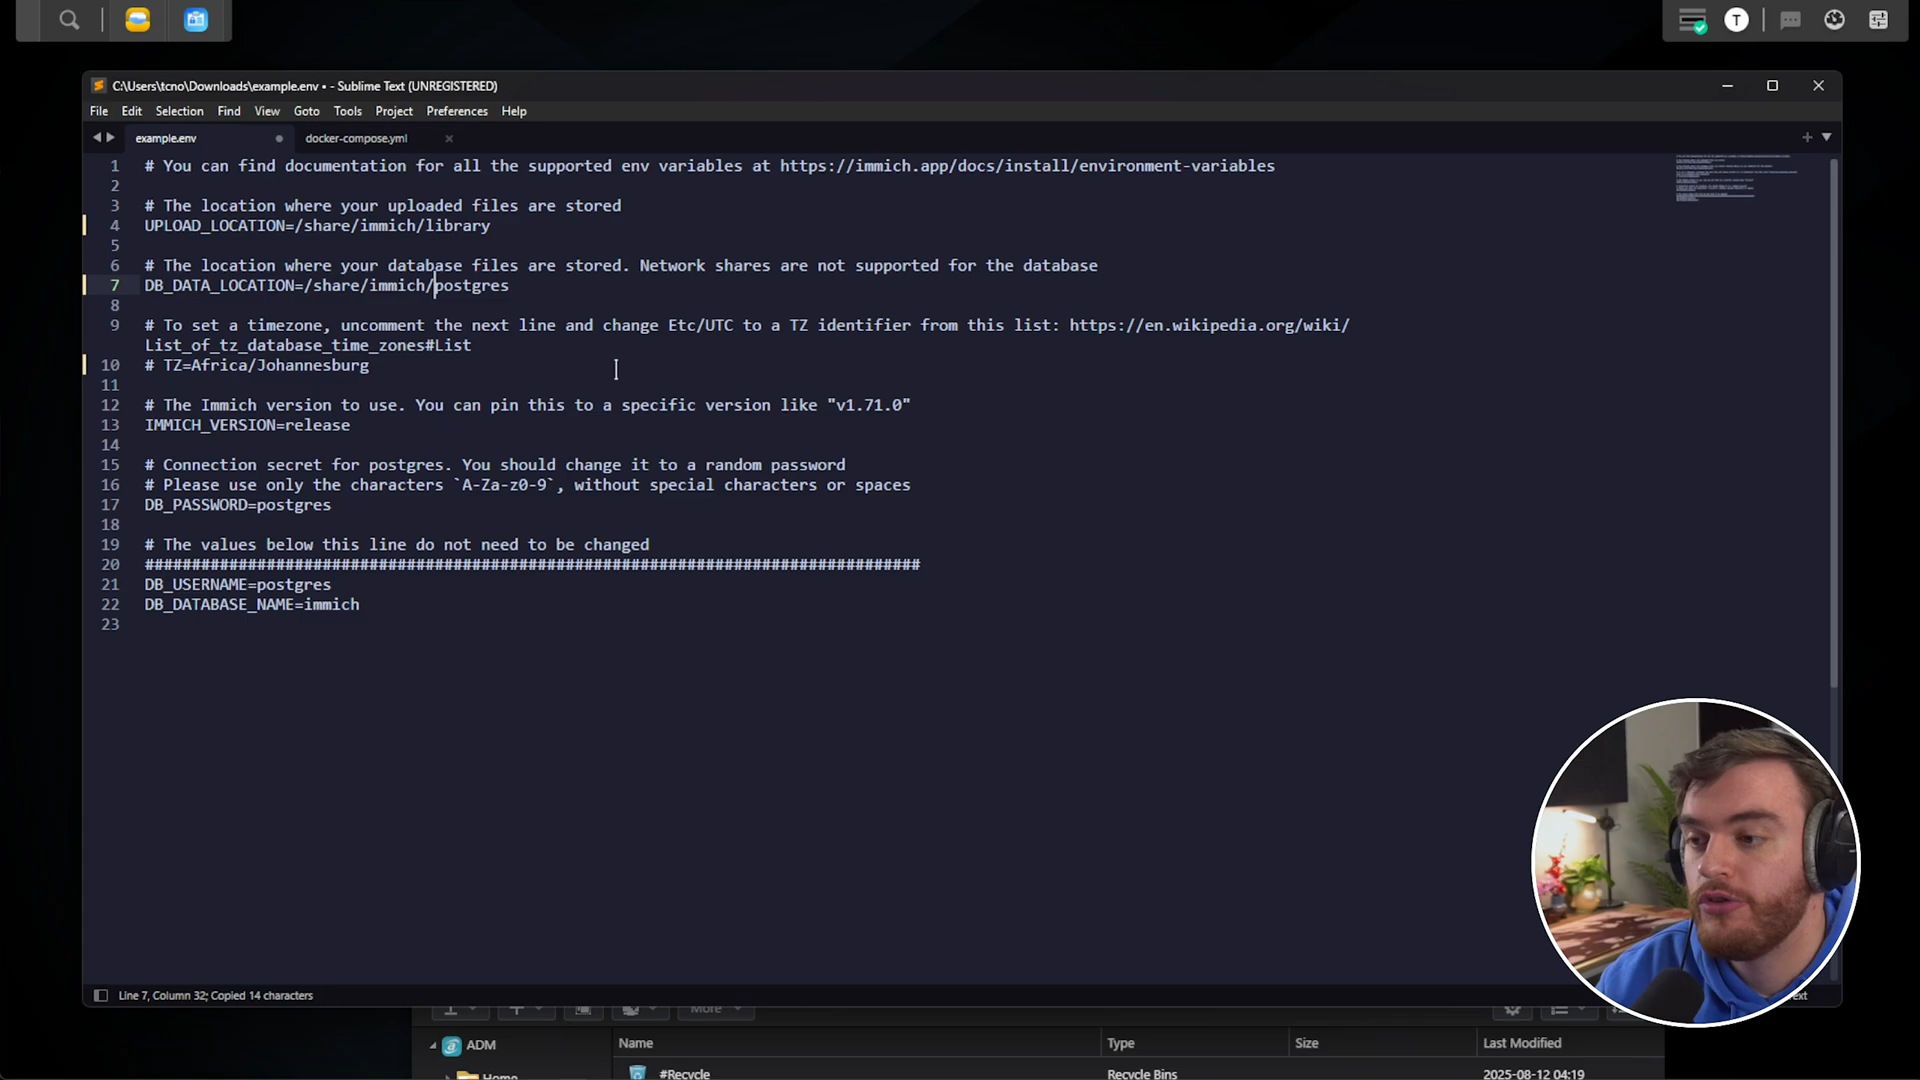 T
C:\Users\tcno\Downloads\example.env • - Sublime Text (UNREGISTERED)
File Edit Selection Find View Goto Tools Project Preferences Help
example.env docker-compose.yml
1 # You can find documentation for all the supported env variables at https://immich.app/docs/install/environment-variables
2
3 # The location where your uploaded files are stored
4 UPLOAD_LOCATION=/share/immich/library
5
6 # The location where your database files are stored. Network shares are not supported for the database
7 DB_DATA_LOCATION=/share/immich/postgres
8
9 # To set a timezone, uncomment the next line and change Etc/UTC to a TZ identifier from this list: https://en.wikipedia.org/wiki/
List_of_tz_database_time_zones#List
10 # TZ=Africa/Johannesburg
11
12 # The Immich version to use. You can pin this to a specific version like "v1.71.0"
13 IMMICH_VERSION=release
14
15 # Connection secret for postgres. You should change it to a random password
16 # Please use only the characters `A-Za-z0-9`, without special characters or spaces
17 DB_PASSWORD=postgres
18
19 # The values below this line do not need to be changed
20 ###################################################################################
21 DB_USERNAME=postgres
22 DB_DATABASE_NAME=immich
23
Line 7, Column 32; Copied 14 characters
More
ADM Name Type Size Last Modified
Home #Recycle Recycle Bins 2025-08-12 04:19